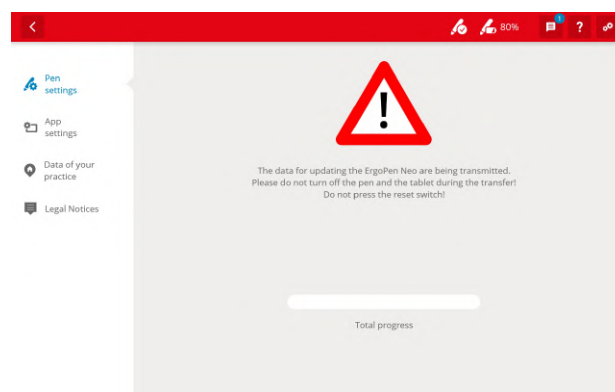 80%
1
?
Pen
settings
App
settings
Data of your
practice
Legal Notices
!
The data for updating the ErgoPen Neo are being transmitted.
Please do not turn off the pen and the tablet during the transfer!
Do not press the reset switch!
Total progress